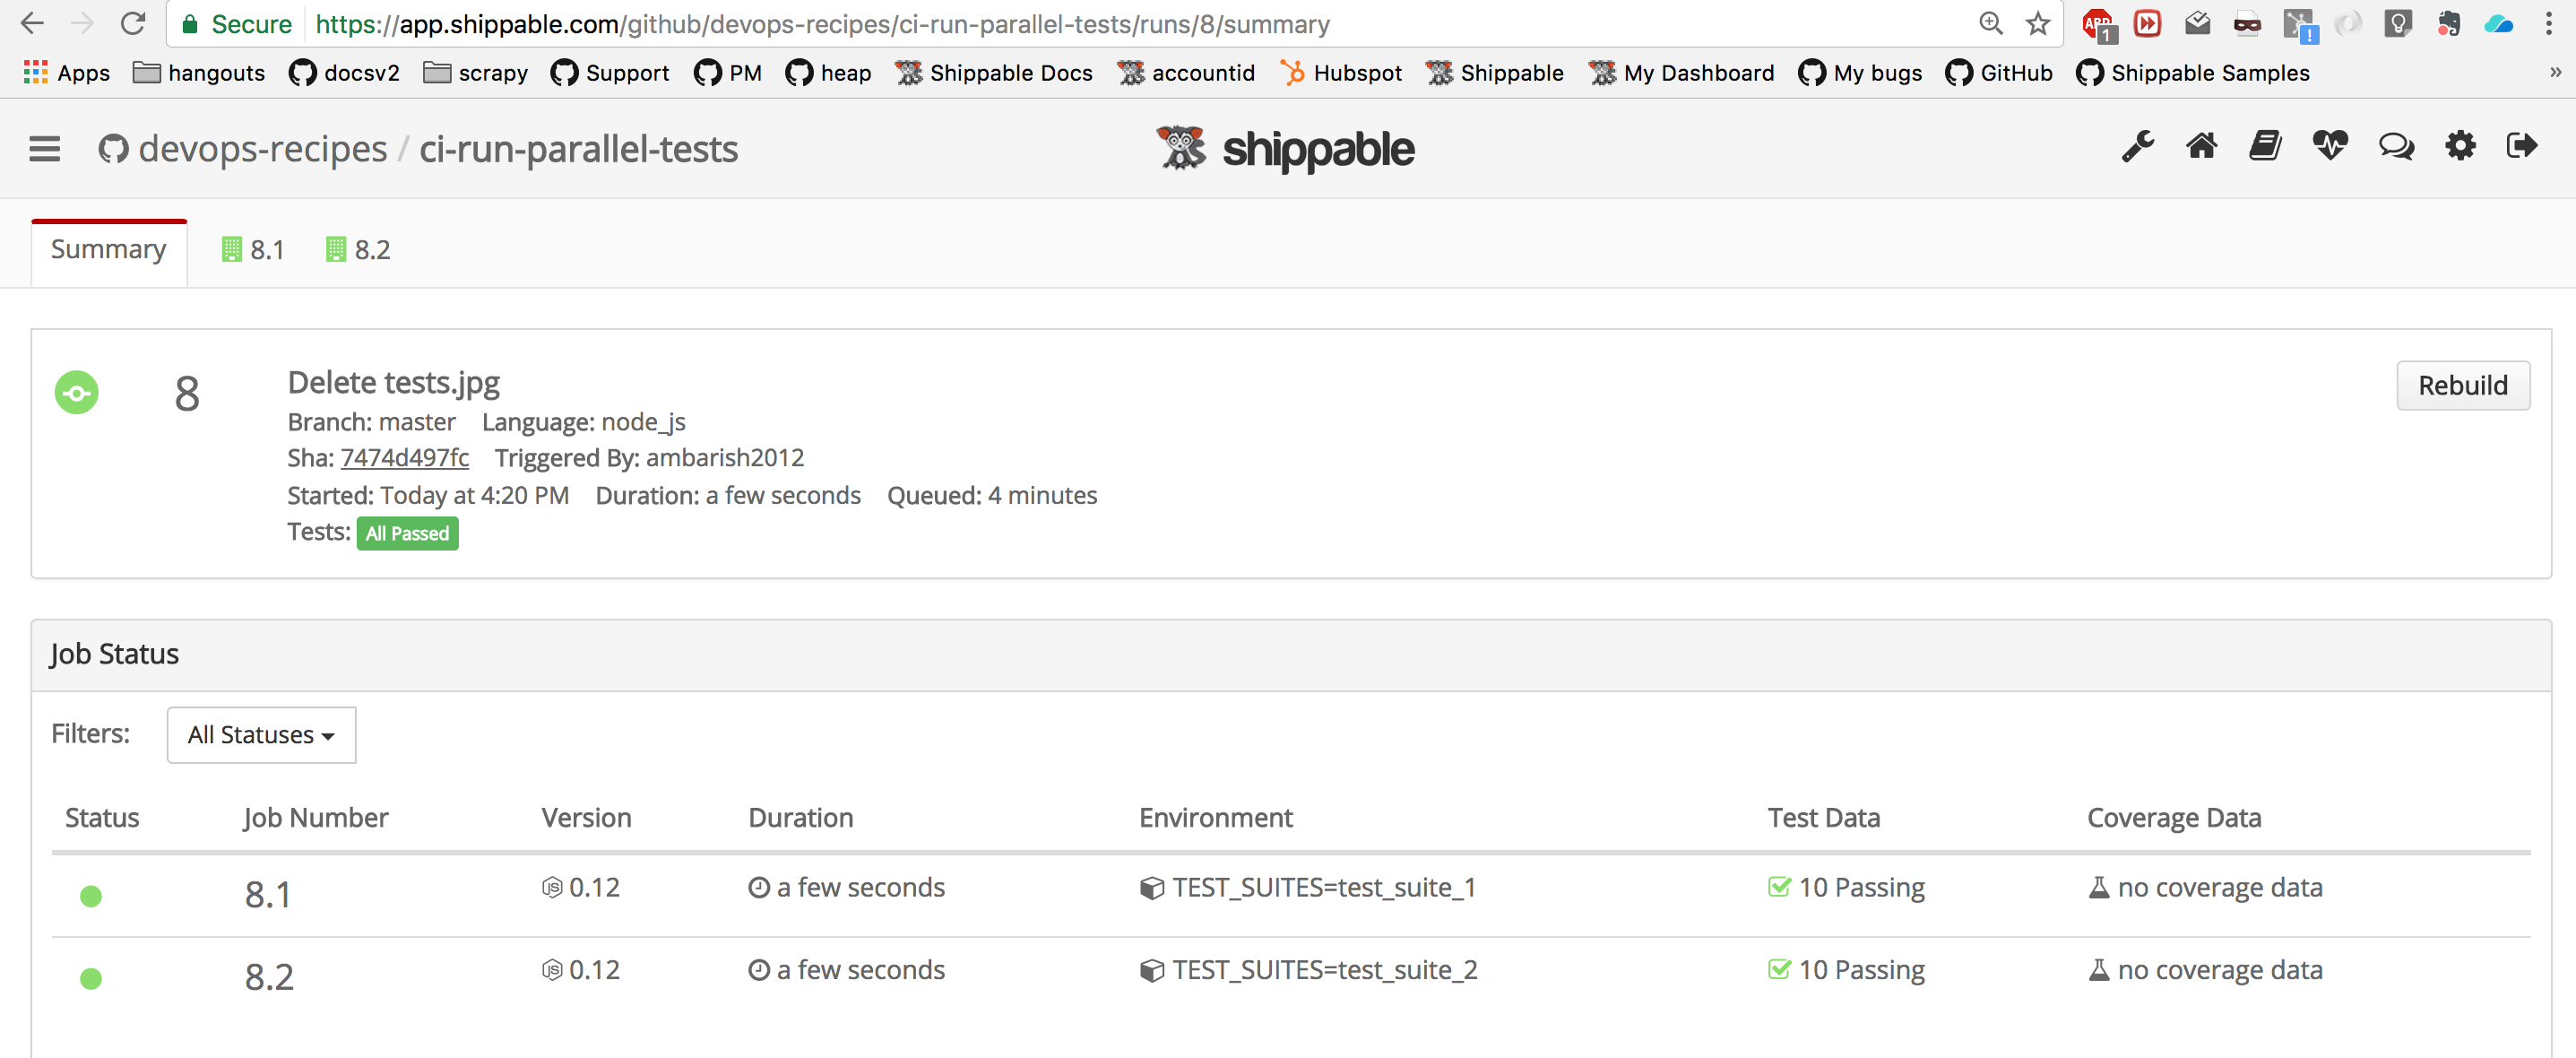 Secure https://app.shippable.com/github/devops-recipes/ci-run-parallel-tests/runs/8/summary
ABP 1 !
Apps hangouts docsv2 scrapy Support PM heap Shippable Docs accountid Hubspot Shippable My Dashboard My bugs GitHub Shippable Samples »
devops-recipes / ci-run-parallel-tests shippable
Summary 8.1 8.2
8 Delete tests.jpg Rebuild
Branch: master Language: node_js
Sha: 7474d497fc Triggered By: ambarish2012
Started: Today at 4:20 PM Duration: a few seconds Queued: 4 minutes
Tests: All Passed
Job Status
Filters: All Statuses
Status Job Number Version Duration Environment Test Data Coverage Data
8.1 JS 0.12 a few seconds TEST_SUITES=test_suite_1 10 Passing no coverage data
8.2 JS 0.12 a few seconds TEST_SUITES=test_suite_2 10 Passing no coverage data